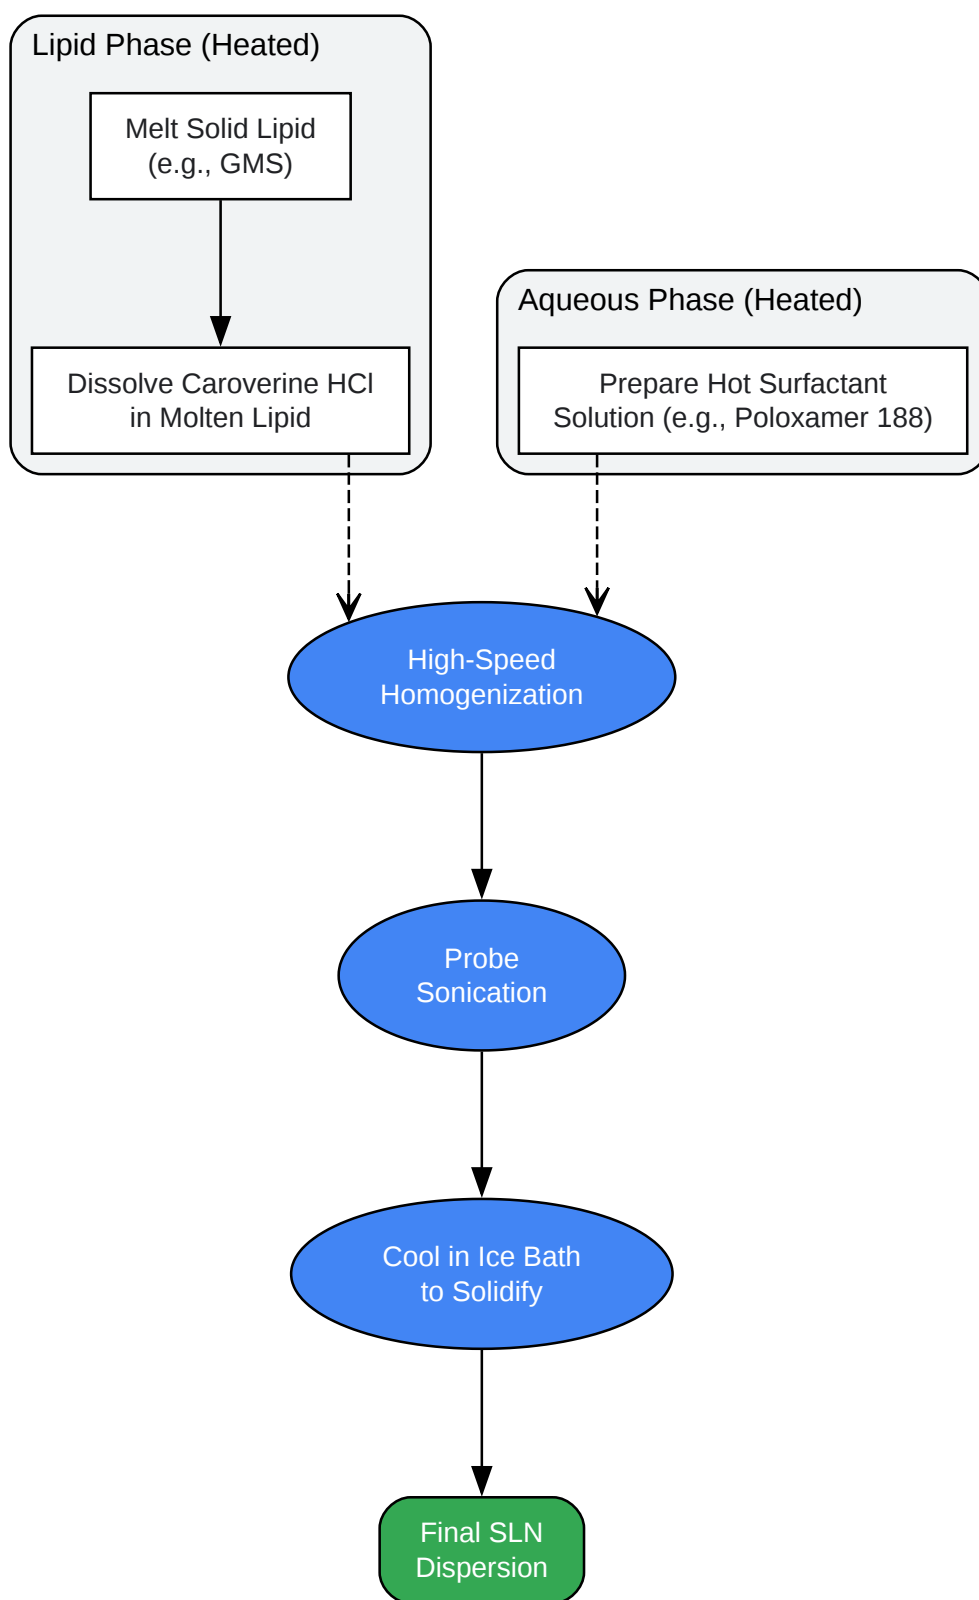 Lipid Phase (Heated)
Melt Solid Lipid
(e.g., GMS)
Dissolve Caroverine HCl
in Molten Lipid
Aqueous Phase (Heated)
Prepare Hot Surfactant
Solution (e.g., Poloxamer 188)
High-Speed
Homogenization
Probe
Sonication
Cool in Ice Bath
to Solidify
Final SLN
Dispersion